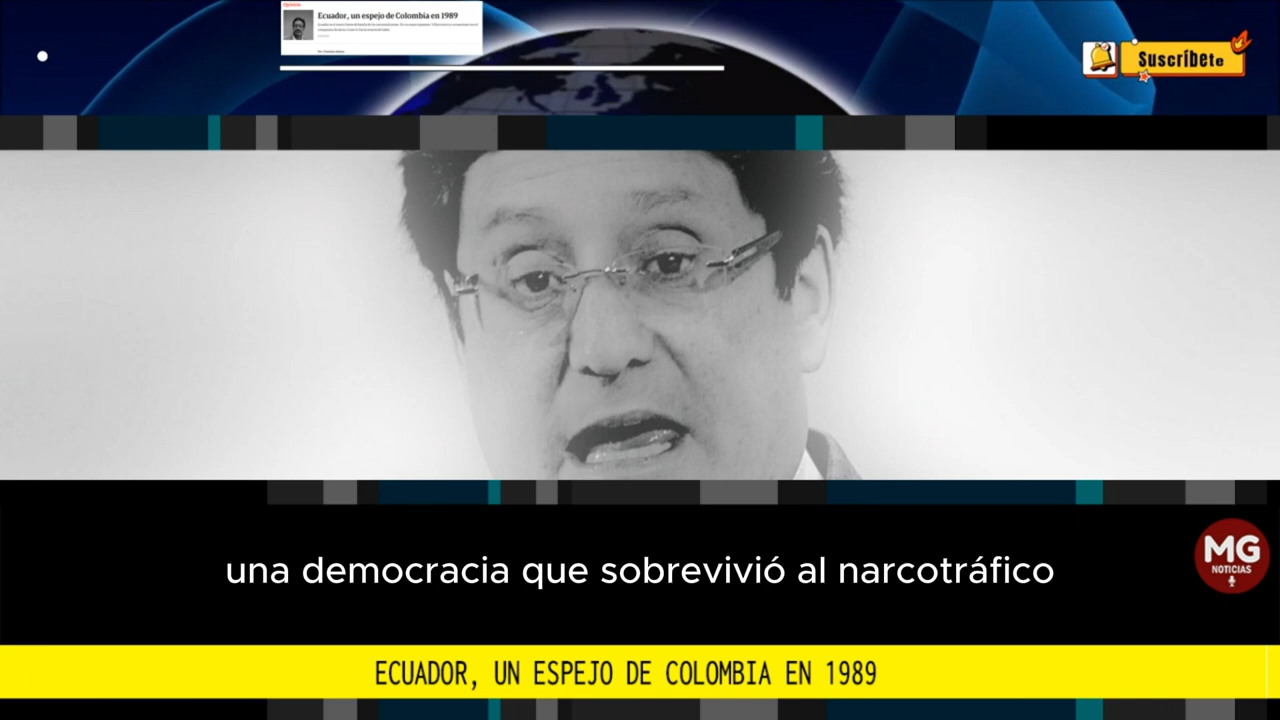 Opinión
Ecuador, un espejo de Colombia en 1989
Suscríbete
una democracia que sobrevivió al narcotráfico
MG
NOTICIAS
ECUADOR, UN ESPEJO DE COLOMBIA EN 1989